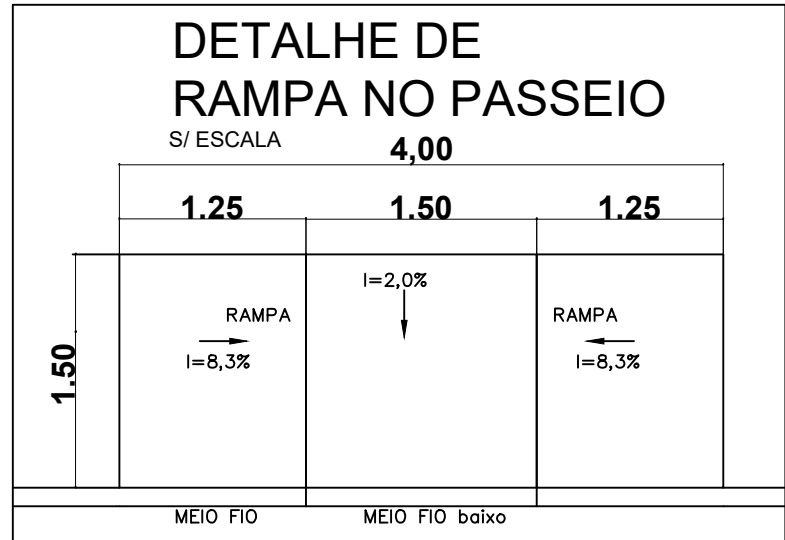 DETALHE DE
RAMPA NO PASSEIO
S/ ESCALA
4,00
1.25 1.50 1.25
I=2,0%
RAMPA RAMPA
I=8,3% I=8,3%
1.50
MEIO FIO MEIO FIO baixo